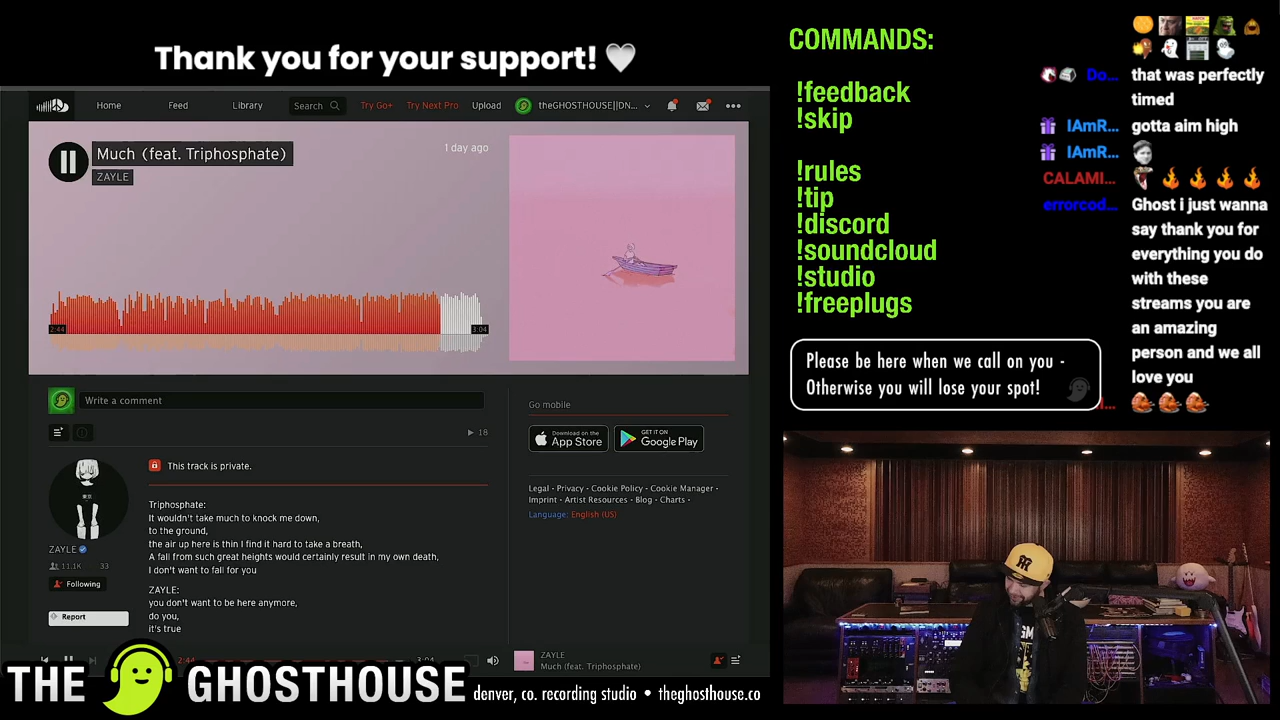 Thank you for your support!
Home
Feed
Library
Search
Try Go+
Try Next Pro
Upload
theGHOSTHOUSE||DN...
Much (feat. Triphosphate)
ZAYLE
1 day ago
2:44
3:04
Write a comment
18
This track is private.
Triphosphate:
It wouldn't take much to knock me down,
to the ground,
the air up here is thin I find it hard to take a breath,
A fall from such great heights would certainly result in my own death,
I don't want to fall for you
ZAYLE:
you don't want to be here anymore,
do you,
it's true
ZAYLE
11.1K 33
Following
Report
Go mobile
Download on the
App Store
GET IT ON
Google Play
Legal - Privacy - Cookie Policy - Cookie Manager -
Imprint - Artist Resources - Blog - Charts -
Language: English (US)
2:44
3:04
ZAYLE
Much (feat. Triphosphate)
THE GHOSTHOUSE
denver, co. recording studio • theghosthouse.co
COMMANDS:
!feedback
!skip
!rules
!tip
!discord
!soundcloud
!studio
!freeplugs
Please be here when we call on you -
Otherwise you will lose your spot!
Do... that was perfectly
timed
IAmR... gotta aim high
IAmR...
CALAMI...
errorcod... Ghost i just wanna
say thank you for
everything you do
with these
streams you are
an amazing
person and we all
love you